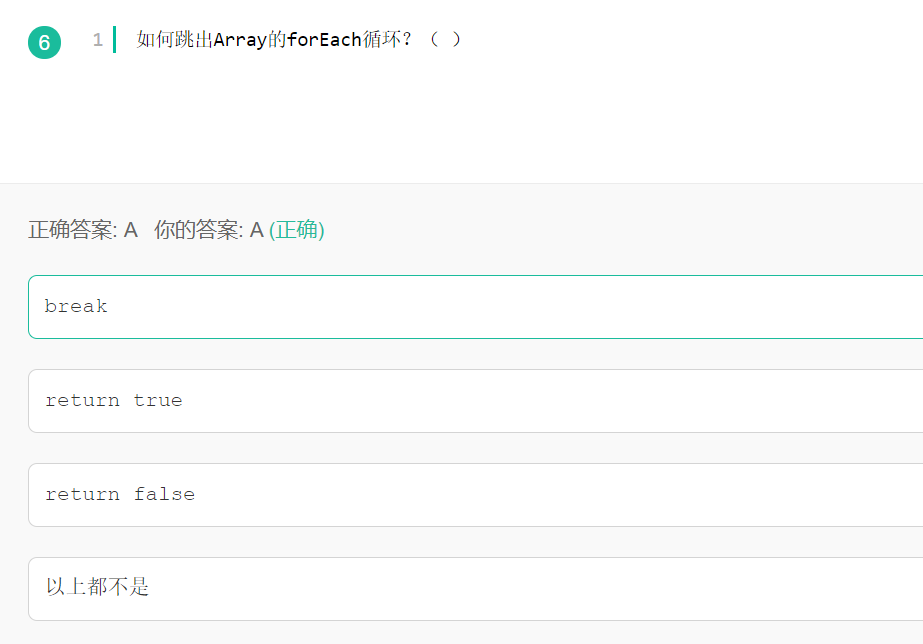 6 1 如何跳出Array的forEach循环？（ ）
正确答案: A 你的答案: A (正确)
break
return true
return false
以上都不是